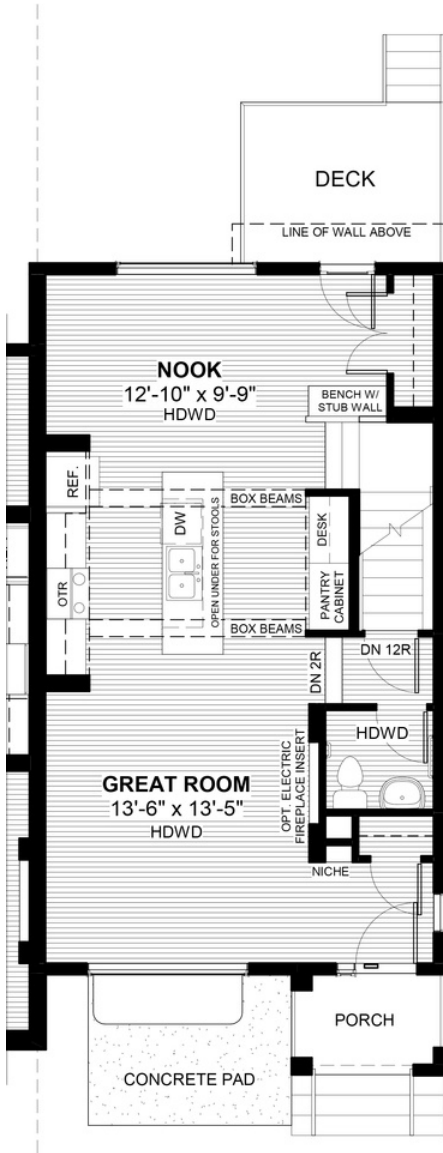 DECK
LINE OF WALL ABOVE
NOOK
12'-10" x 9'-9"
HDWD
BENCH W/
STUB WALL
REF.
BOX BEAMS
DW
OPEN UNDER FOR STOOLS
DESK
OTR
PANTRY
CABINET
BOX BEAMS
DN 2R
DN 12R
HDWD
GREAT ROOM
13'-6" x 13'-5"
HDWD
OPT. ELECTRIC
FIREPLACE INSERT
NICHE
PORCH
CONCRETE PAD